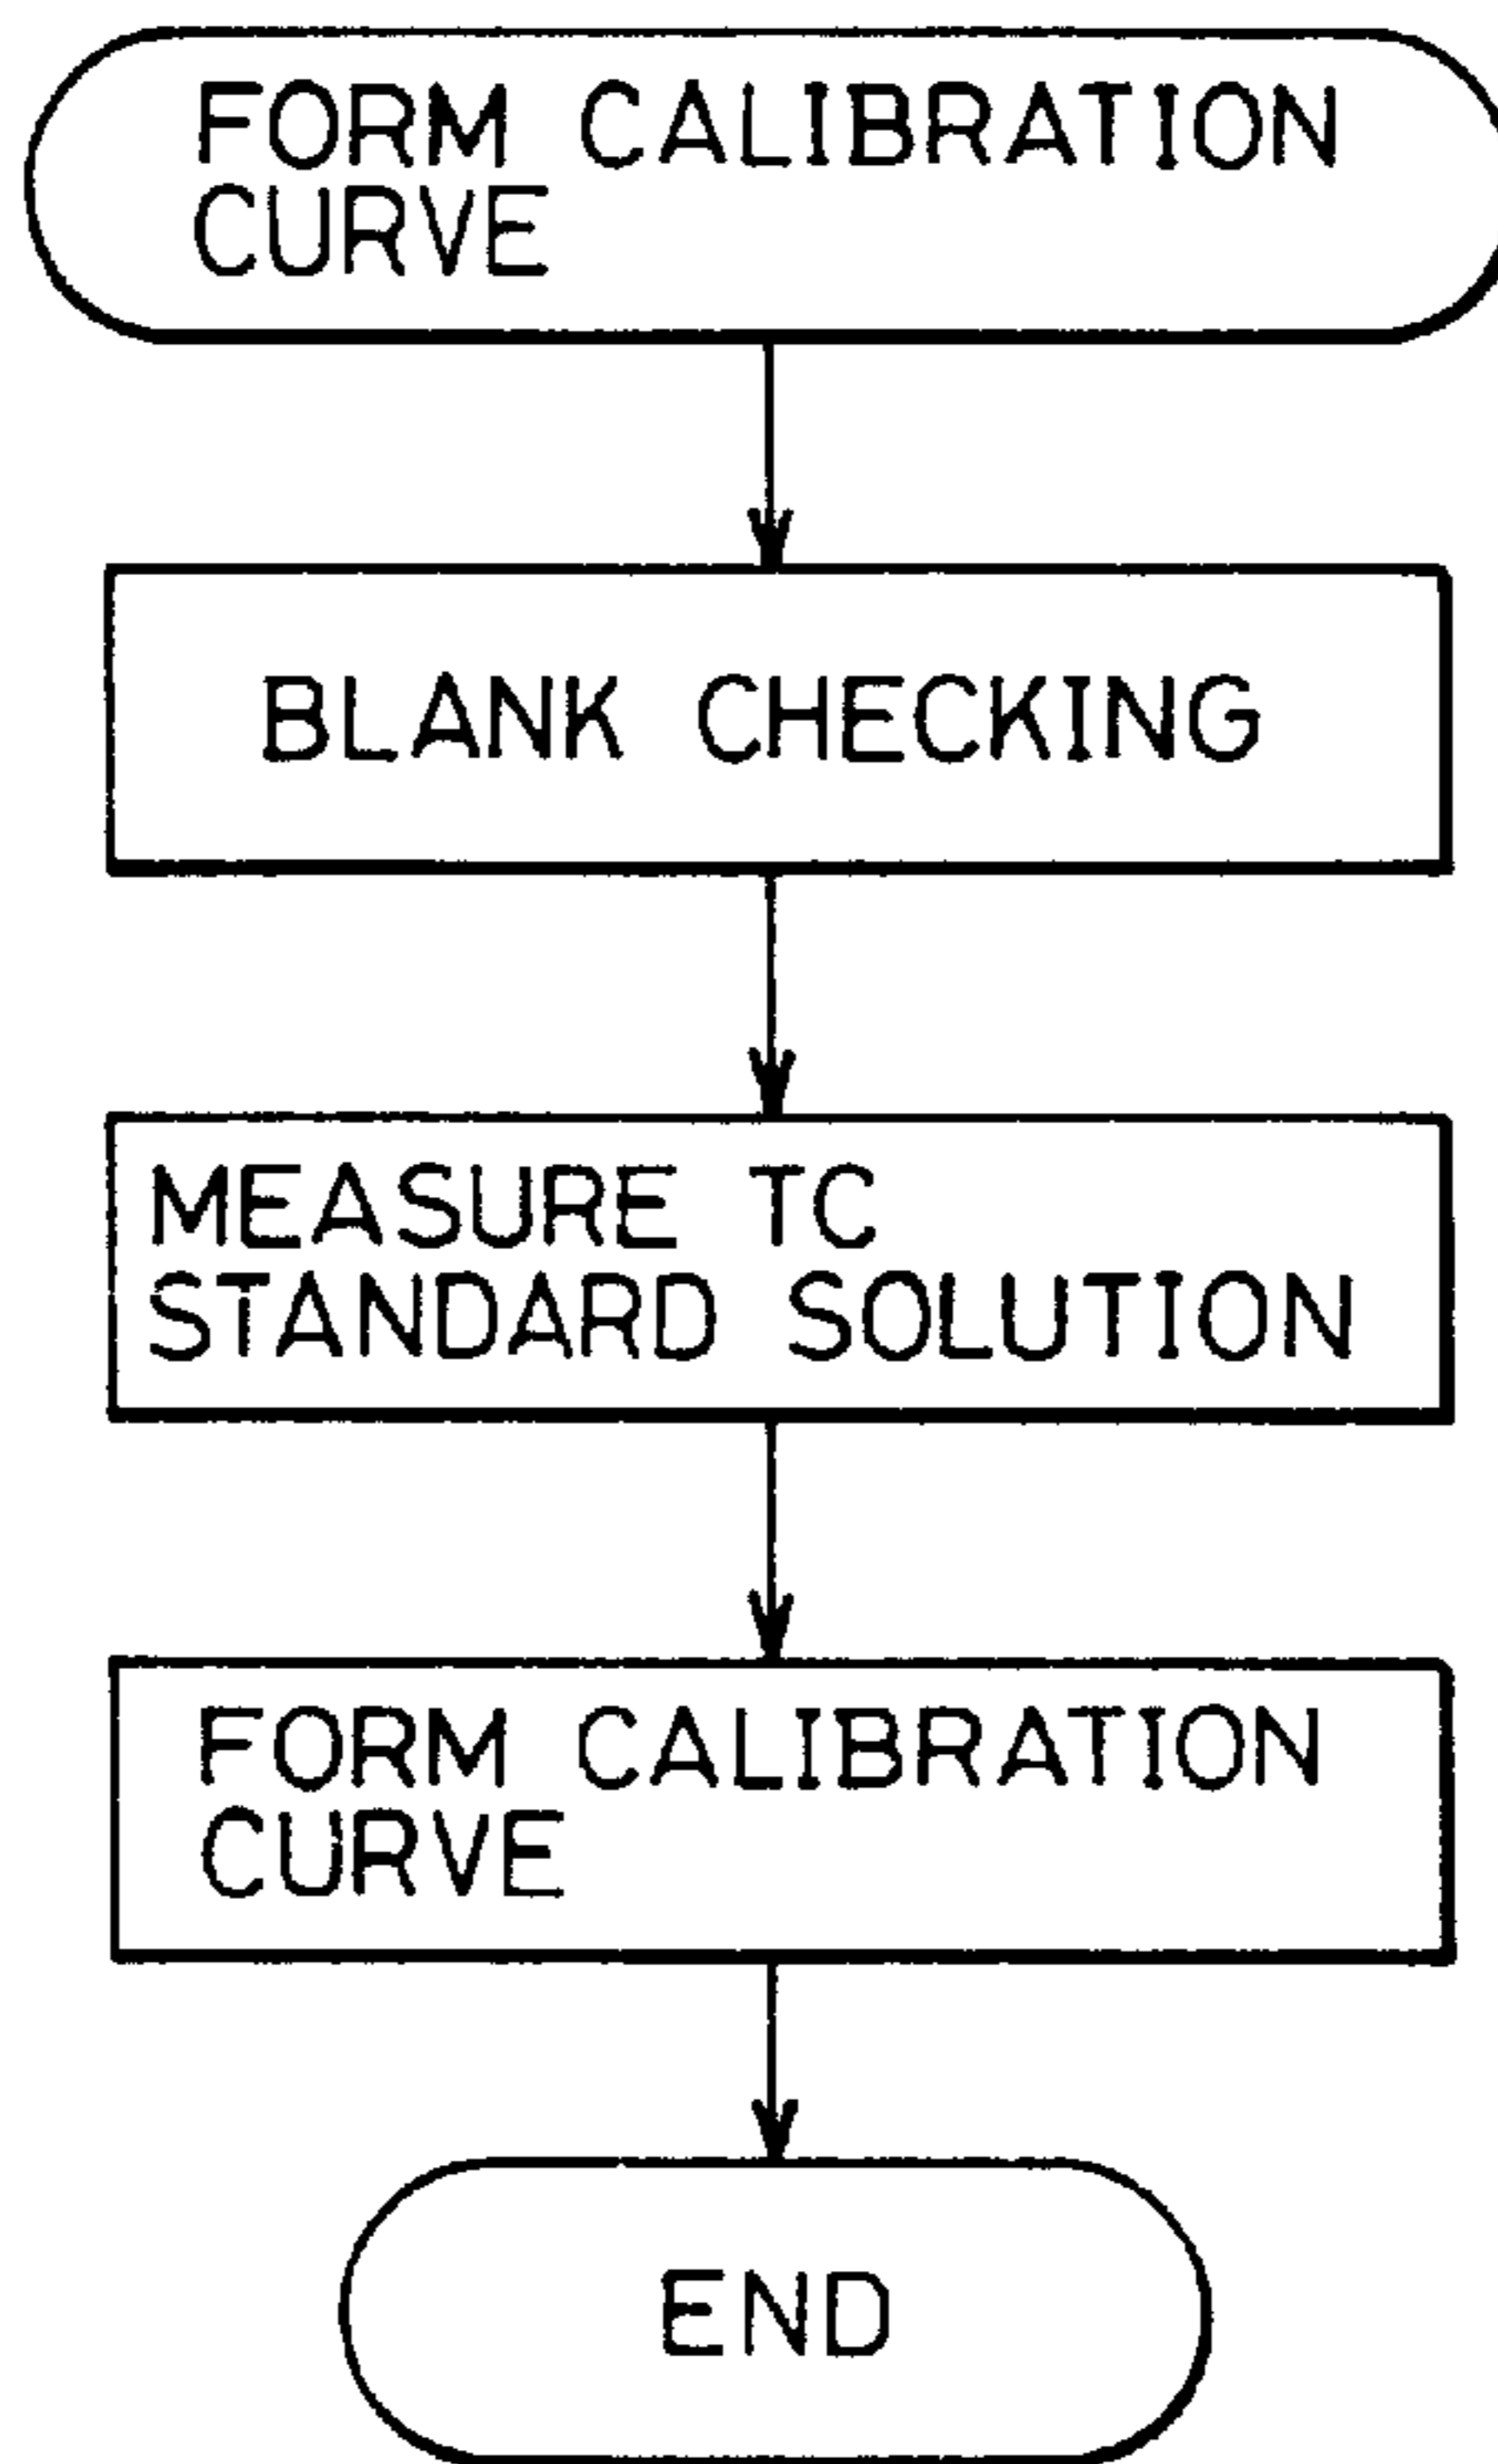 FORM CALIBRATION
CURVE
BLANK CHECKING
MEASURE TC
STANDARD SOLUTION
FORM CALIBRATION
CURVE
END